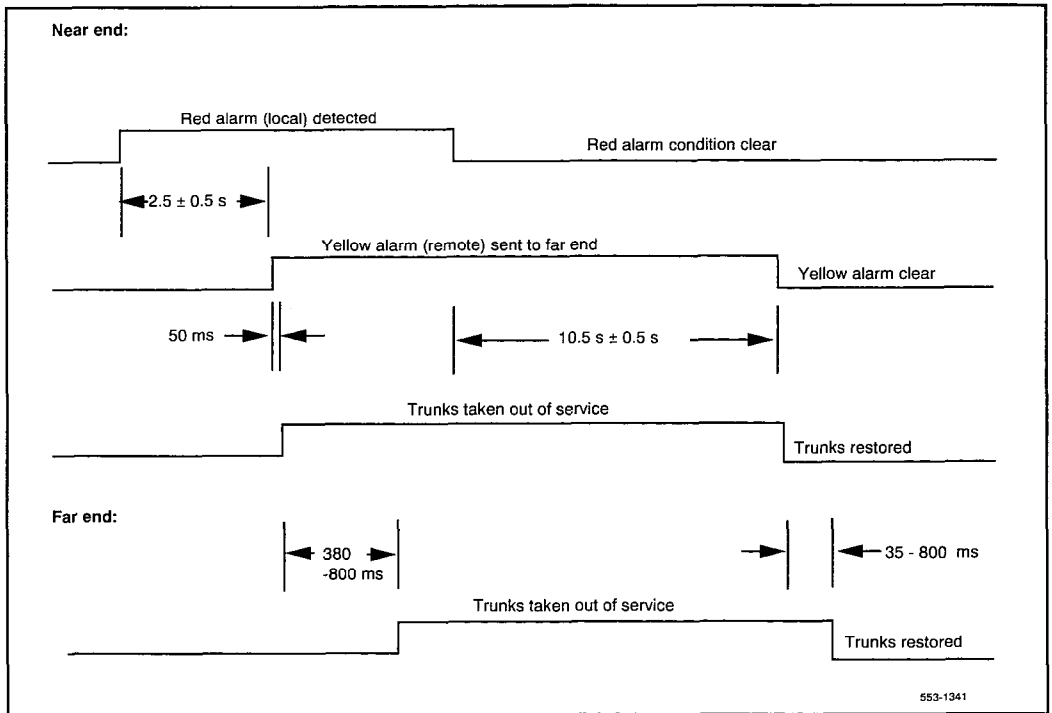 Near end:
Red alarm (local) detected
Red alarm condition clear
2.5 ± 0.5 s
Yellow alarm (remote) sent to far end
Yellow alarm clear
50 ms
10.5 s ± 0.5 s
Trunks taken out of service
Trunks restored
Far end:
380
-800 ms
35 - 800 ms
Trunks taken out of service
Trunks restored
553-1341